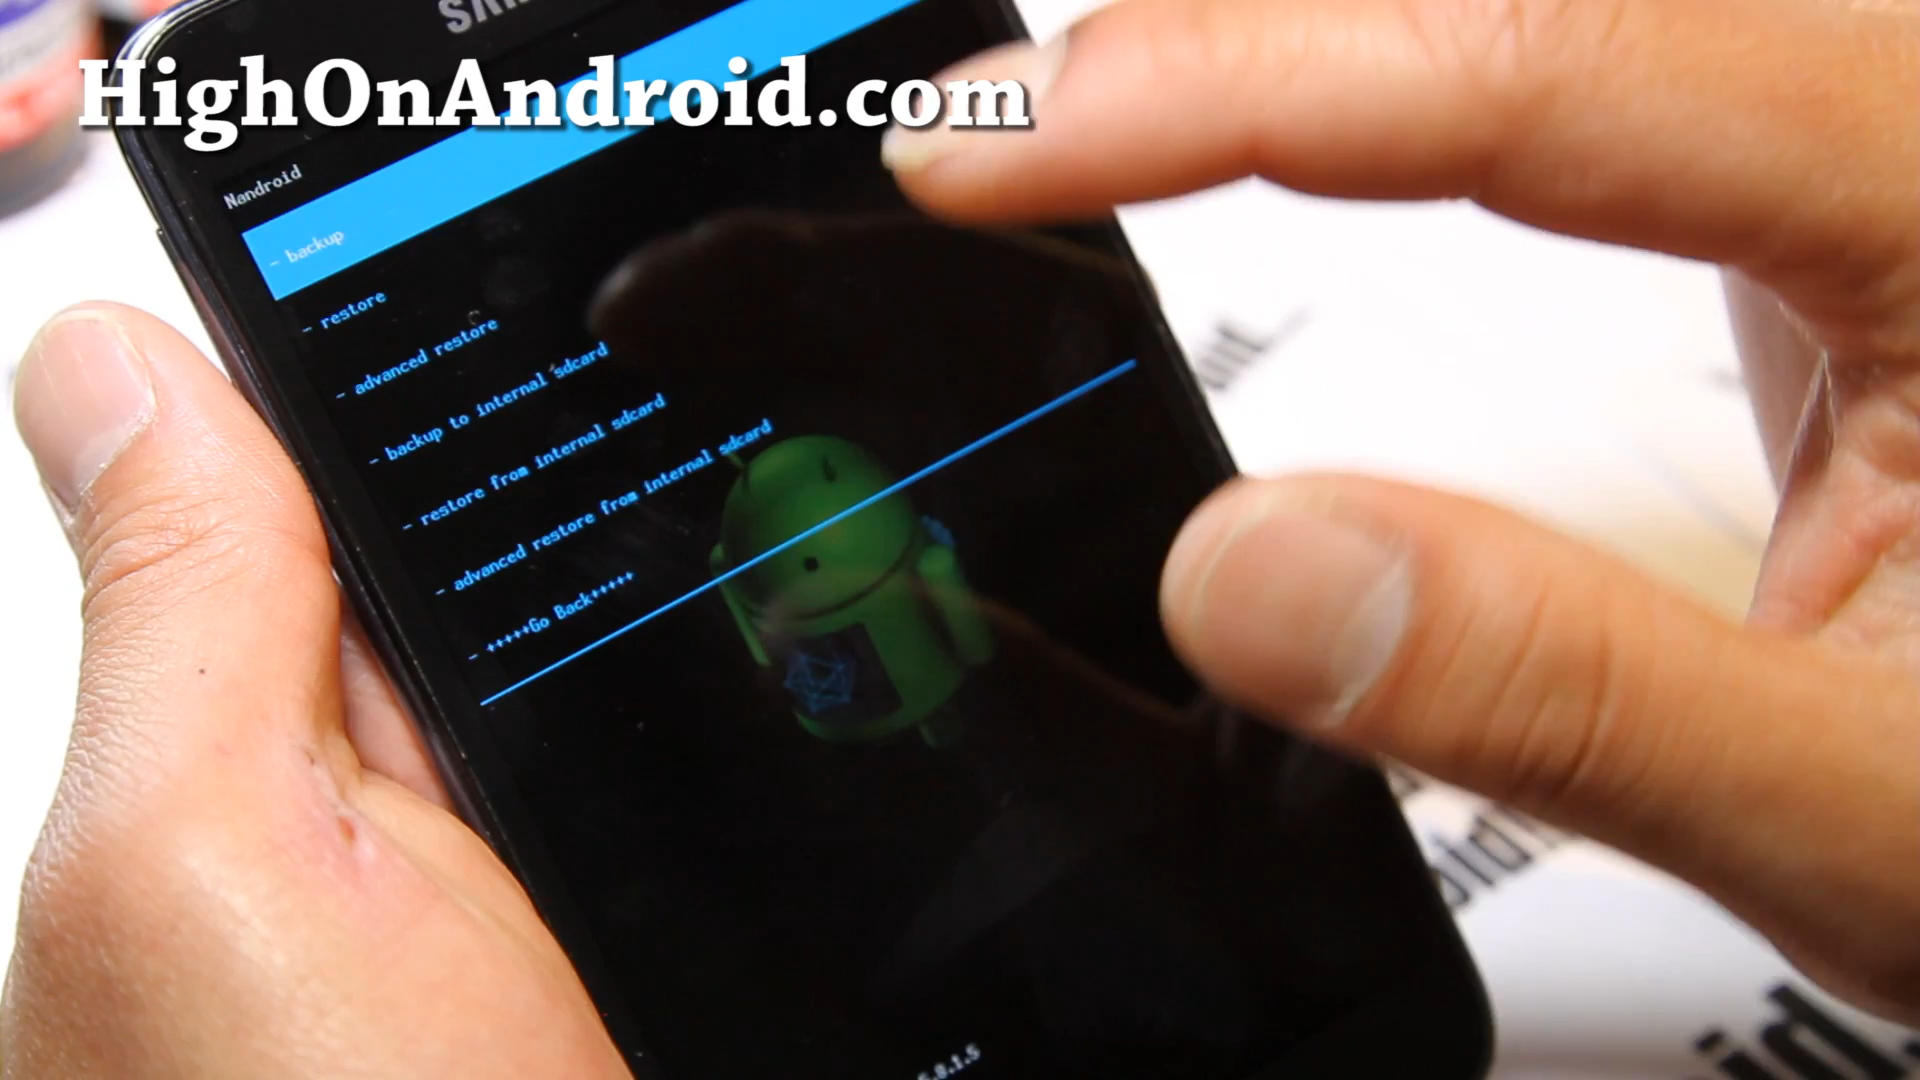 SAM
HighOnAndroid.com
Nandroid
- backup
- restore
- advanced restore
- backup to internal sdcard
- restore from internal sdcard
- advanced restore from internal sdcard
- +++++Go Back+++++